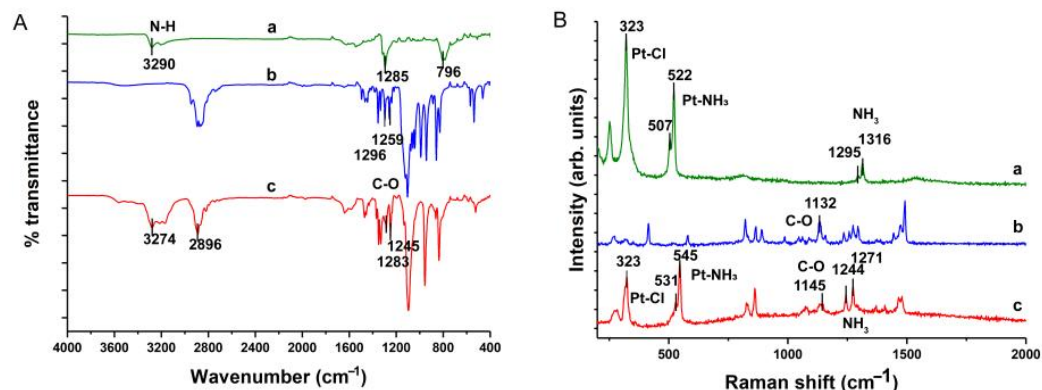 A
N-H
a
3290
1285
796
b
1259
1296
C-O
c
3274
2896
1245
1283
% transmittance
4000
3600
3200
2800
2400
2000
1600
1200
800
400
Wavenumber (cm⁻¹)
B
323
Pt-Cl
522
Pt-NH₃
507
NH₃
1316
1295
a
1132
C-O
b
323
Pt-Cl
531
545
Pt-NH₃
C-O
1145
1244
1271
NH₃
c
Intensity (arb. units)
500
1000
1500
2000
Raman shift (cm⁻¹)